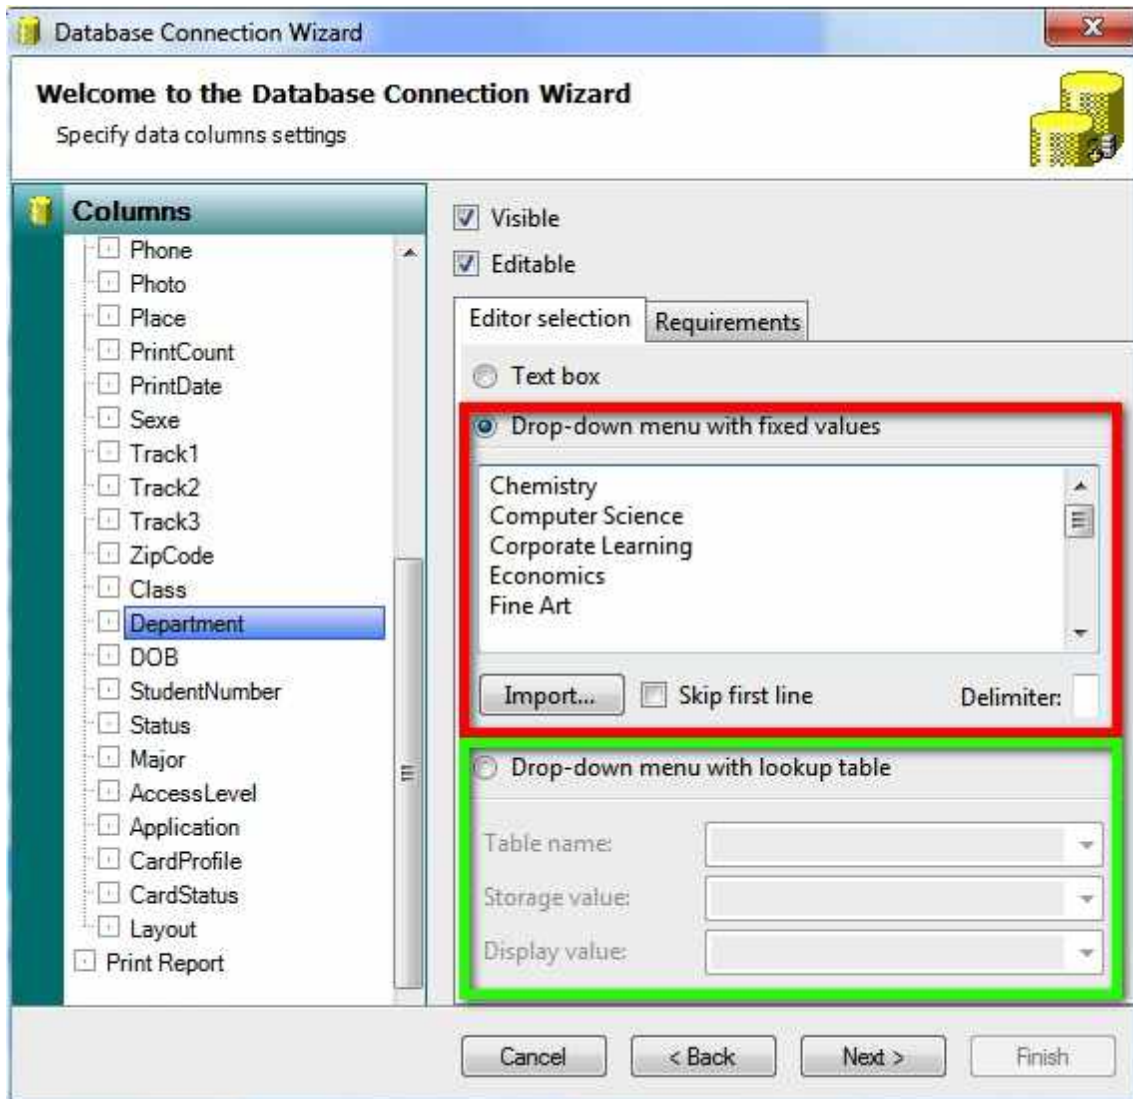 Database Connection Wizard
Welcome to the Database Connection Wizard
Specify data columns settings
Columns
Phone
Photo
Place
PrintCount
PrintDate
Sexe
Track1
Track2
Track3
ZipCode
Class
Department
DOB
StudentNumber
Status
Major
AccessLevel
Application
CardProfile
CardStatus
Layout
Print Report
Visible
Editable
Editor selection
Requirements
Text box
Drop-down menu with fixed values
Chemistry
Computer Science
Corporate Learning
Economics
Fine Art
Import...
Skip first line
Delimiter:
Drop-down menu with lookup table
Table name:
Storage value:
Display value:
Cancel
< Back
Next >
Finish